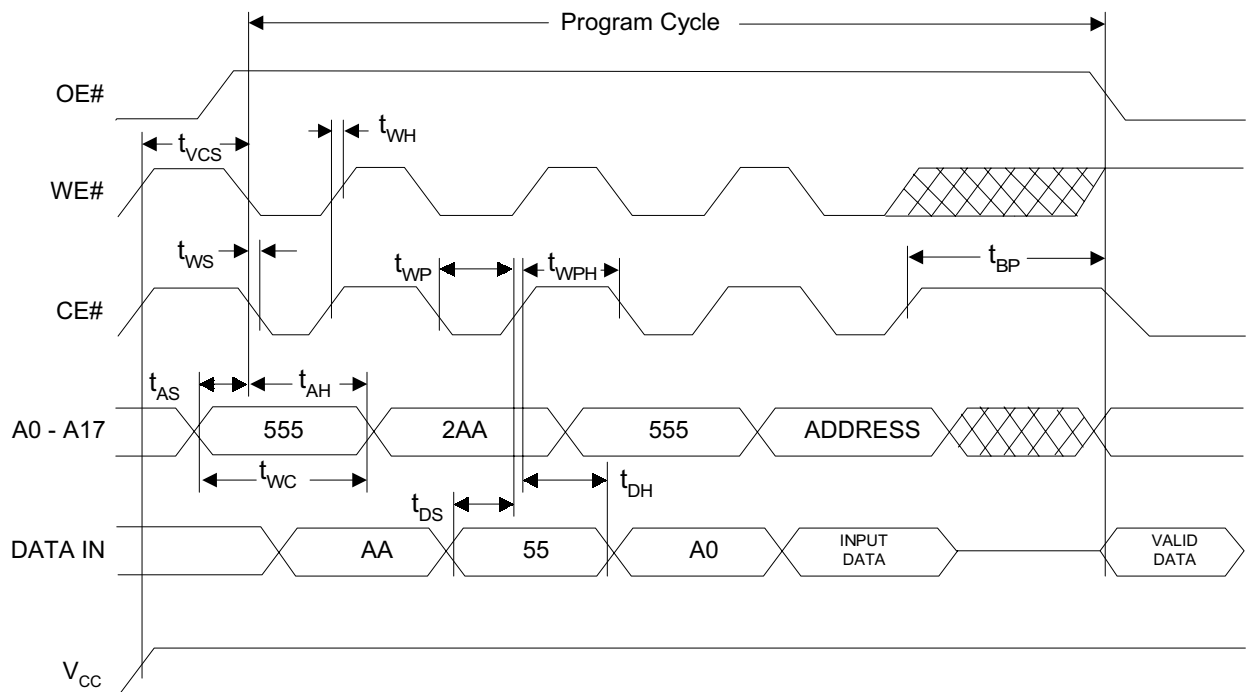 Program Cycle
OE#
tWH
tVCS
WE#
tWS
tWP
tWPH
tBP
CE#
tAS
tAH
A0 - A17
555
2AA
555
ADDRESS
tWC
tDS
tDH
DATA IN
AA
55
A0
INPUT
DATA
VALID
DATA
VCC